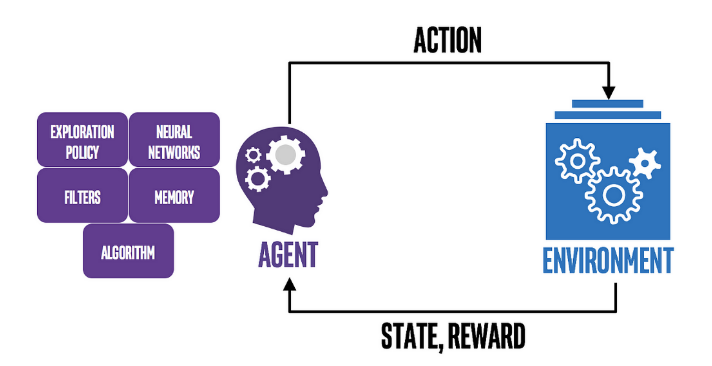 ACTION
EXPLORATION
POLICY
NEURAL
NETWORKS
FILTERS
MEMORY
ALGORITHM
AGENT
ENVIRONMENT
STATE, REWARD